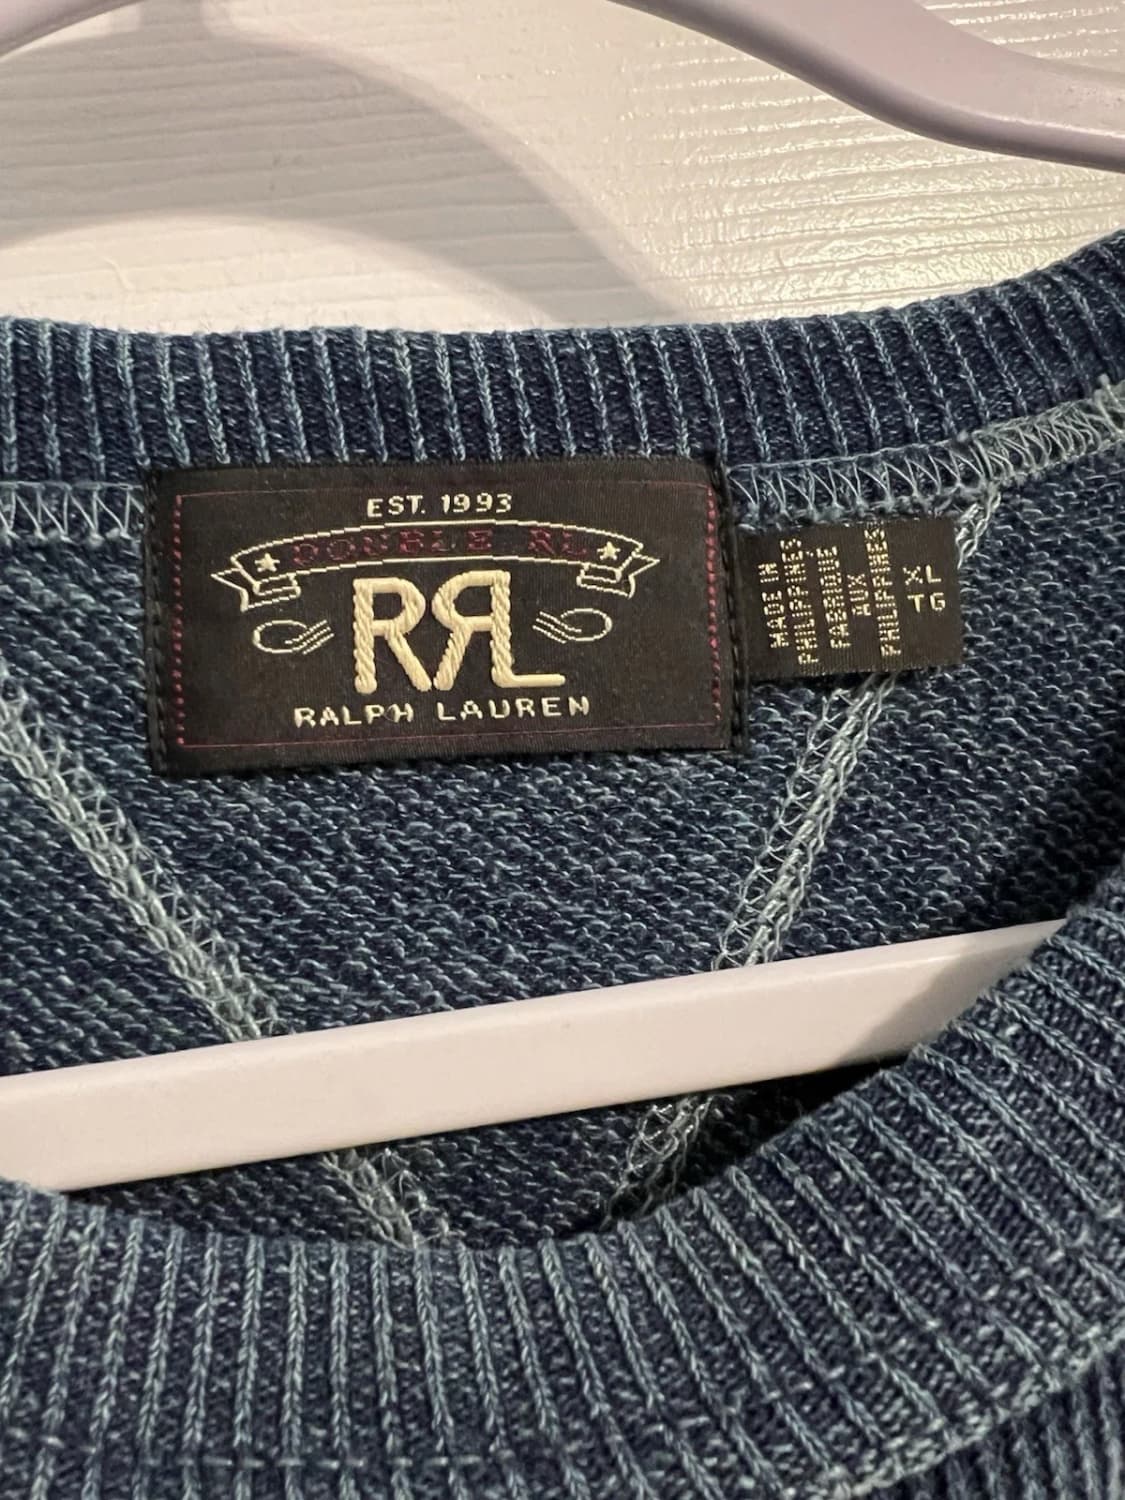 EST. 1993
DOUBLE RL
RRL
RALPH LAUREN
MADE IN
PHILIPPINES
FABRIQUÉ
AUX
PHILIPPINES
XL
TG